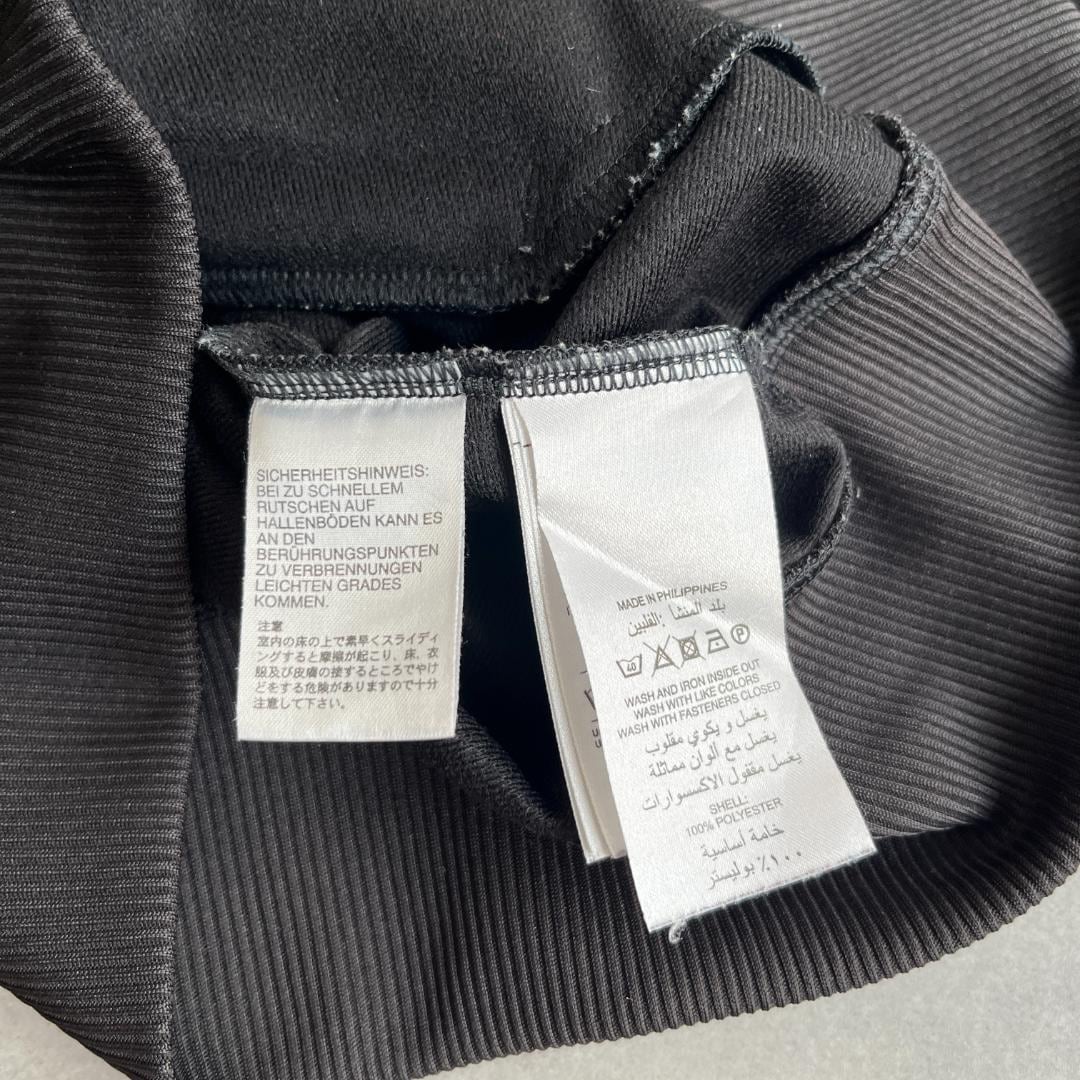 SICHERHEITSHINWEIS:
BEI ZU SCHNELLEM
RUTSCHEN AUF
HALLENBÖDEN KANN ES
AN DEN
BERÜHRUNGSPUNKTEN
ZU VERBRENNUNGEN
LEICHTEN GRADES
KOMMEN.
注意
室内の床の上で素早くスライディ
ングすると摩擦が起こり、床、衣
服及び皮膚の接するところでやけ
どをする危険がありますので十分
注意して下さい。
MADE IN PHILIPPINES
بلد المنشأ :الفلبين
40 P
WASH AND IRON INSIDE OUT
WASH WITH LIKE COLORS
WASH WITH FASTENERS CLOSED
يغسل و يكوي مقلوب
يغسل مع ألوان مماثلة
يغسل مقفول الاكسسوارات
SHELL:
100% POLYESTER
خامة أساسية
١٠٠٪ بوليستر